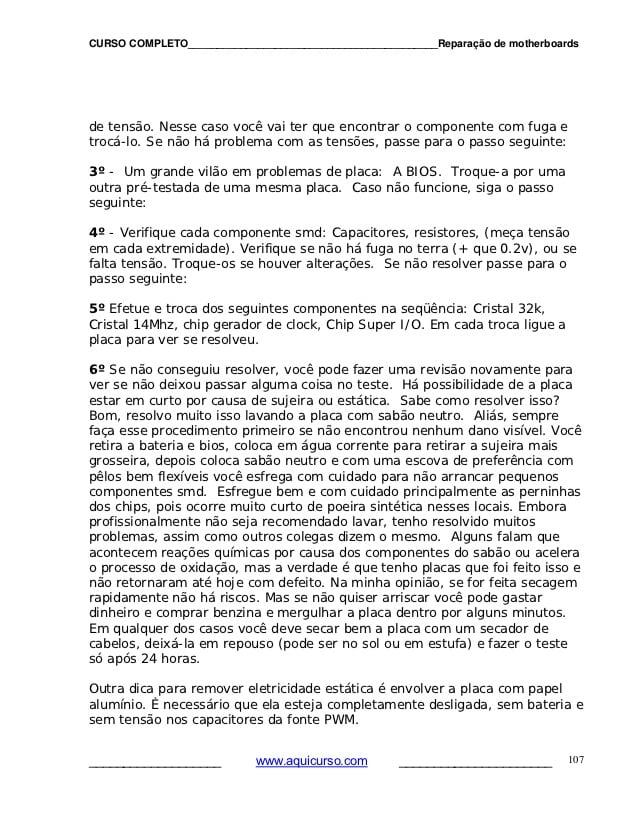 CURSO COMPLETO__________________________________________Reparação de motherboards
de tensão. Nesse caso você vai ter que encontrar o componente com fuga e
trocá-lo. Se não há problema com as tensões, passe para o passo seguinte:
3º - Um grande vilão em problemas de placa: A BIOS. Troque-a por uma
outra pré-testada de uma mesma placa. Caso não funcione, siga o passo
seguinte:
4º - Verifique cada componente smd: Capacitores, resistores, (meça tensão
em cada extremidade). Verifique se não há fuga no terra (+ que 0.2v), ou se
falta tensão. Troque-os se houver alterações. Se não resolver passe para o
passo seguinte:
5º Efetue e troca dos seguintes componentes na seqüência: Cristal 32k,
Cristal 14Mhz, chip gerador de clock, Chip Super I/O. Em cada troca ligue a
placa para ver se resolveu.
6º Se não conseguiu resolver, você pode fazer uma revisão novamente para
ver se não deixou passar alguma coisa no teste. Há possibilidade de a placa
estar em curto por causa de sujeira ou estática. Sabe como resolver isso?
Bom, resolvo muito isso lavando a placa com sabão neutro. Aliás, sempre
faça esse procedimento primeiro se não encontrou nenhum dano visível. Você
retira a bateria e bios, coloca em água corrente para retirar a sujeira mais
grosseira, depois coloca sabão neutro e com uma escova de preferência com
pêlos bem flexíveis você esfrega com cuidado para não arrancar pequenos
componentes smd. Esfregue bem e com cuidado principalmente as perninhas
dos chips, pois ocorre muito curto de poeira sintética nesses locais. Embora
profissionalmente não seja recomendado lavar, tenho resolvido muitos
problemas, assim como outros colegas dizem o mesmo. Alguns falam que
acontecem reações químicas por causa dos componentes do sabão ou acelera
o processo de oxidação, mas a verdade é que tenho placas que foi feito isso e
não retornaram até hoje com defeito. Na minha opinião, se for feita secagem
rapidamente não há riscos. Mas se não quiser arriscar você pode gastar
dinheiro e comprar benzina e mergulhar a placa dentro por alguns minutos.
Em qualquer dos casos você deve secar bem a placa com um secador de
cabelos, deixá-la em repouso (pode ser no sol ou em estufa) e fazer o teste
só após 24 horas.
Outra dica para remover eletricidade estática é envolver a placa com papel
alumínio. É necessário que ela esteja completamente desligada, sem bateria e
sem tensão nos capacitores da fonte PWM.
___________________ www.aquicurso.com ______________________ 107